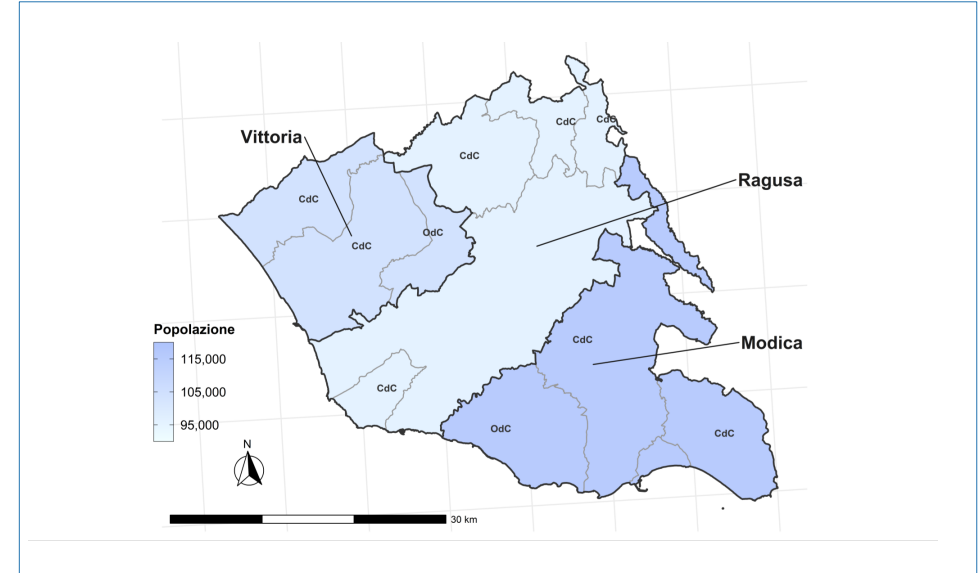 CdC
CdC
Vittoria
CdC
Ragusa
CdC
OdC
CdC
Popolazione
115,000
105,000
95,000
CdC
Modica
CdC
OdC
CdC
N
30 km